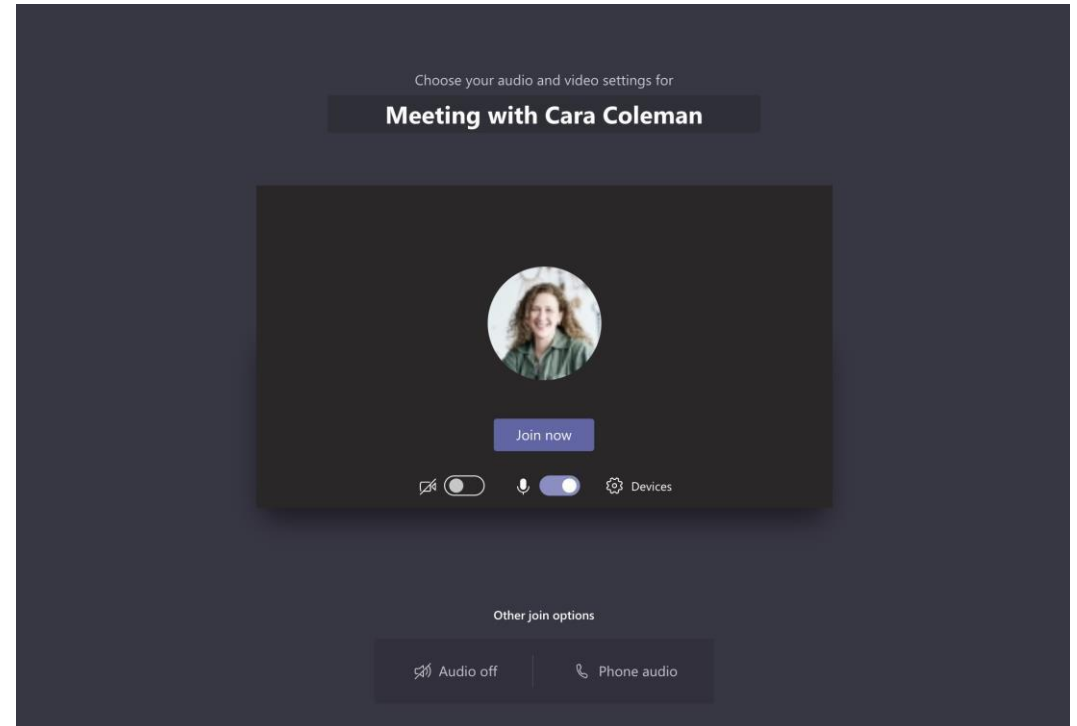 Choose your audio and video settings for
Meeting with Cara Coleman
Join now
Devices
Other join options
Audio off
Phone audio